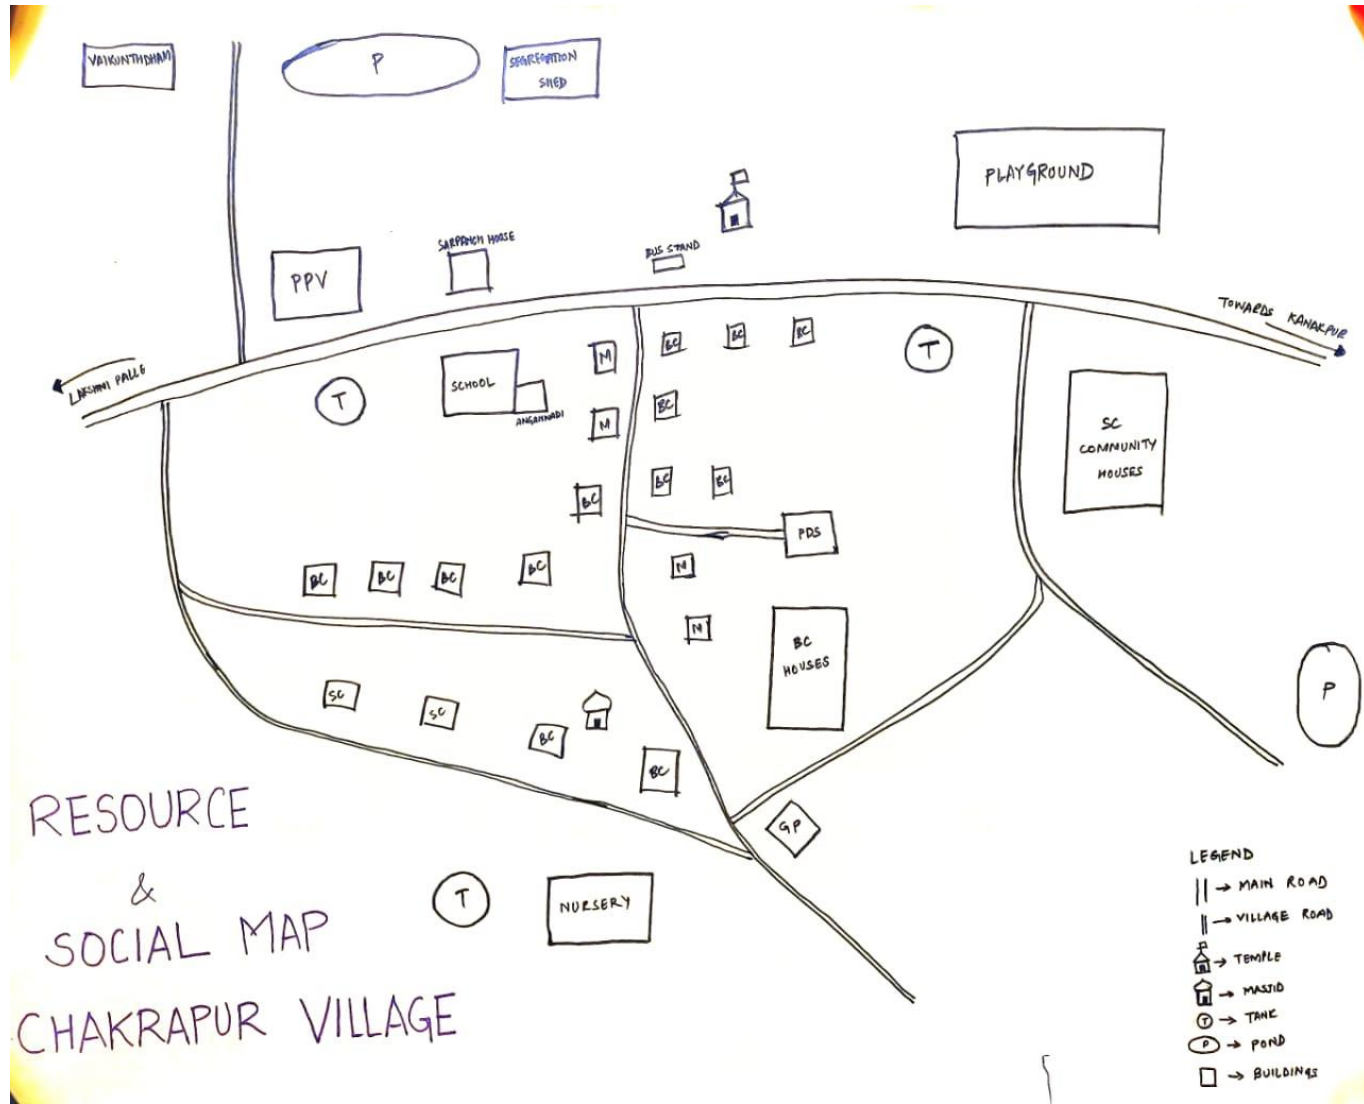 VAIKUNTHDHAM
P
SEGREGATION
SHED
PLAYGROUND
SARPANCH HOUSE
BUS STAND
PPV
TOWARDS KANAKPUR
LAKSHMI PALLE
T
SCHOOL
ANGANWADI
M
BC
BC
BC
T
M
BC
SC
COMMUNITY
HOUSES
BC
BC
BC
PDS
BC
BC
BC
BC
N
N
BC
HOUSES
SC
SC
BC
BC
P
GP
T
NURSERY
RESOURCE
&
SOCIAL MAP
CHAKRAPUR VILLAGE
LEGEND
→ MAIN ROAD
→ VILLAGE ROAD
→ TEMPLE
→ MASJID
T → TANK
P → POND
→ BUILDINGS